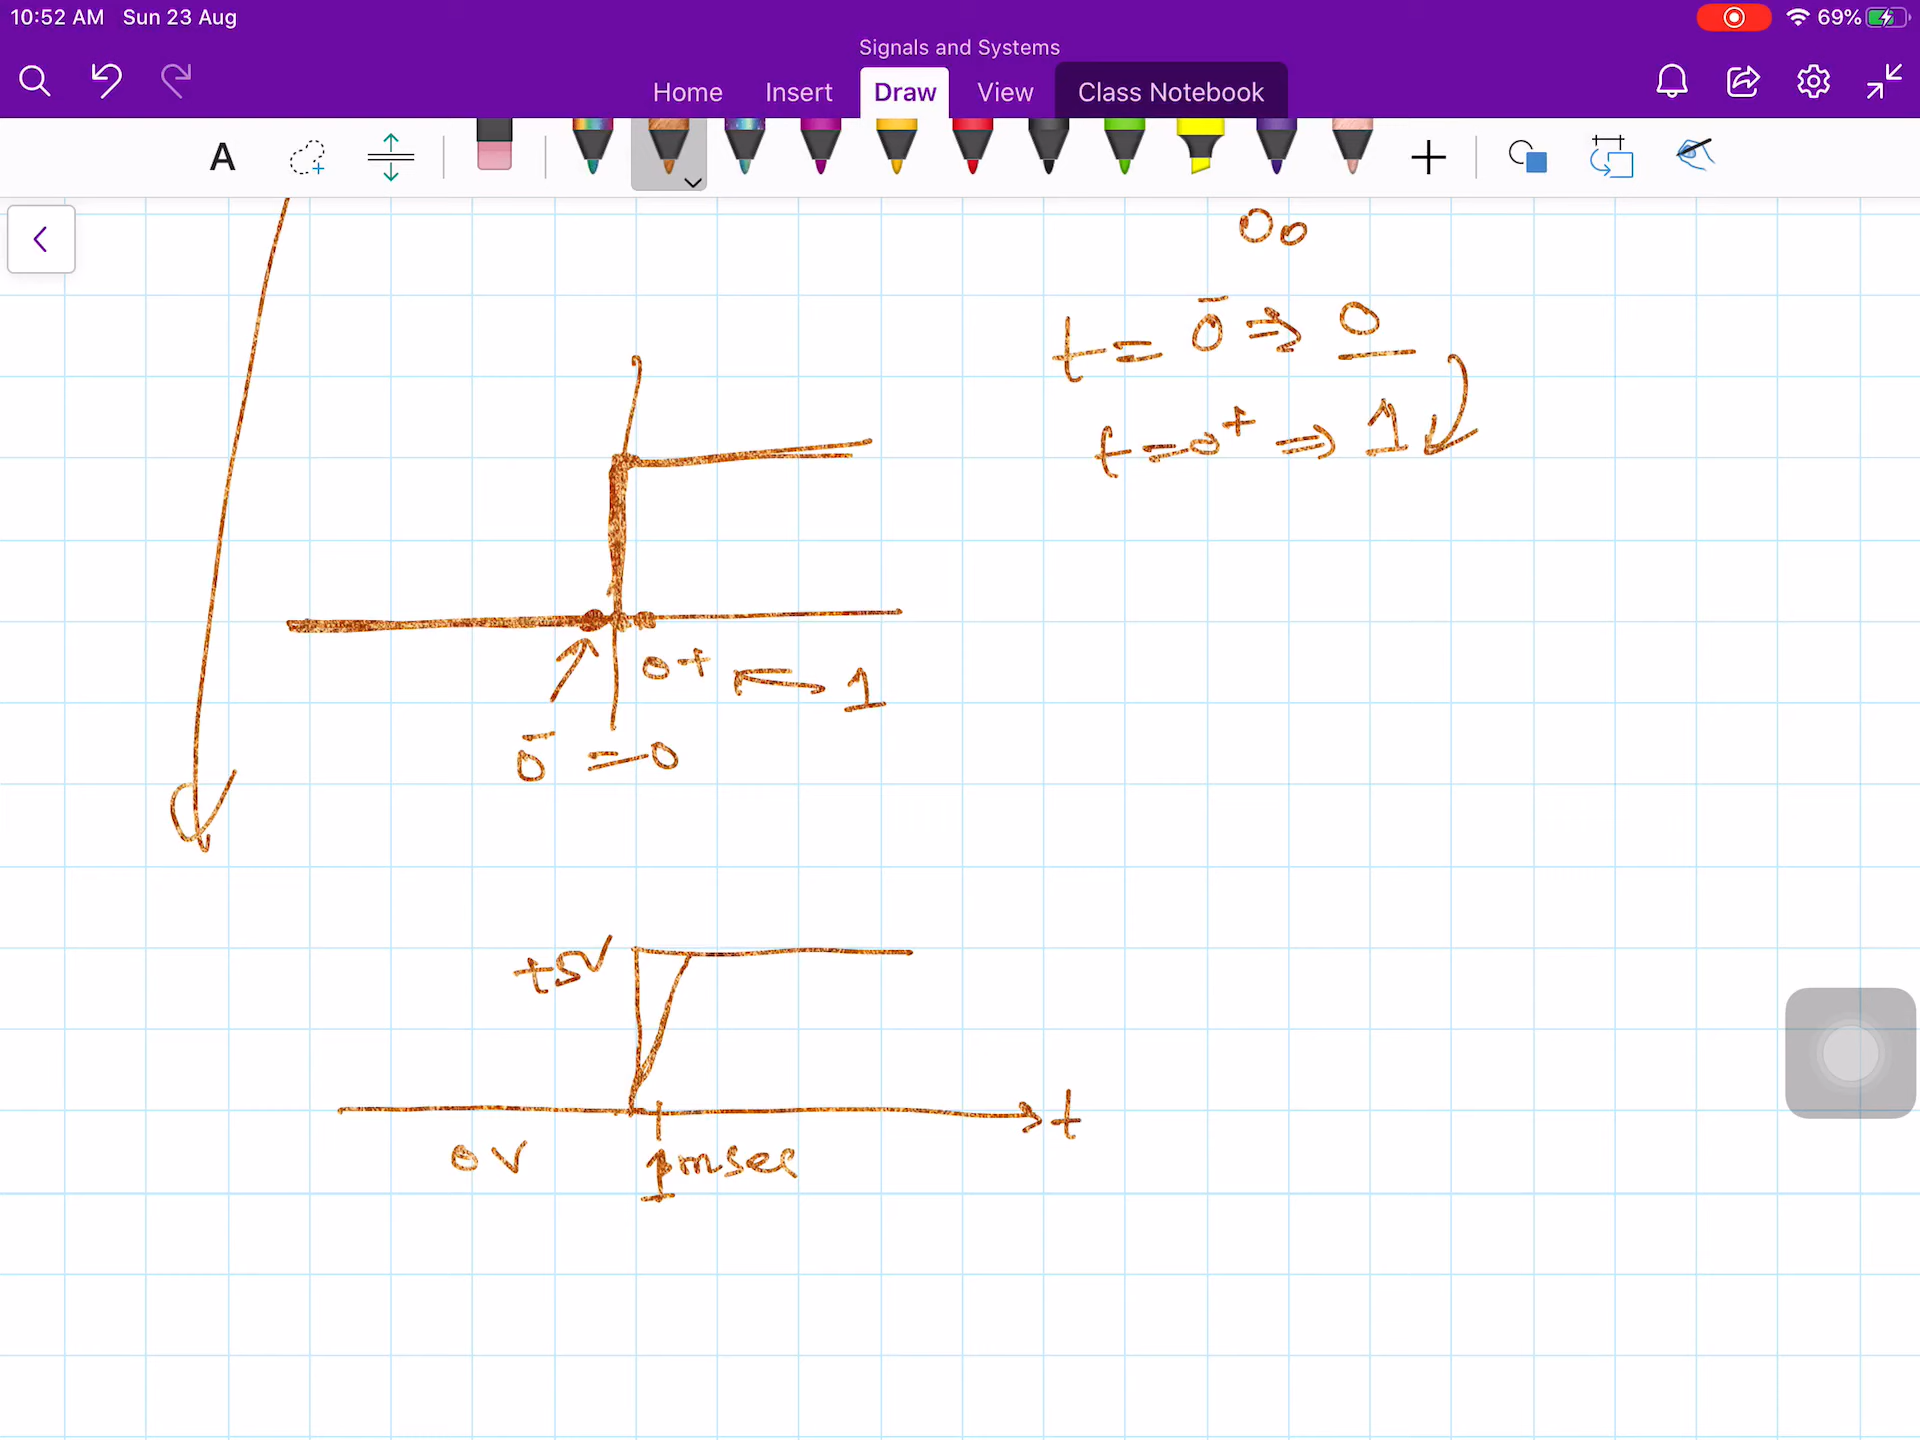 10:52 AM Sun 23 Aug
69%
Signals and Systems
Home Insert Draw View Class Notebook
A
t = 0⁻ ⇒ 0
t = 0⁺ ⇒ 1
0+ ← 1
0⁻ = 0
+5V
t
0V 1msec